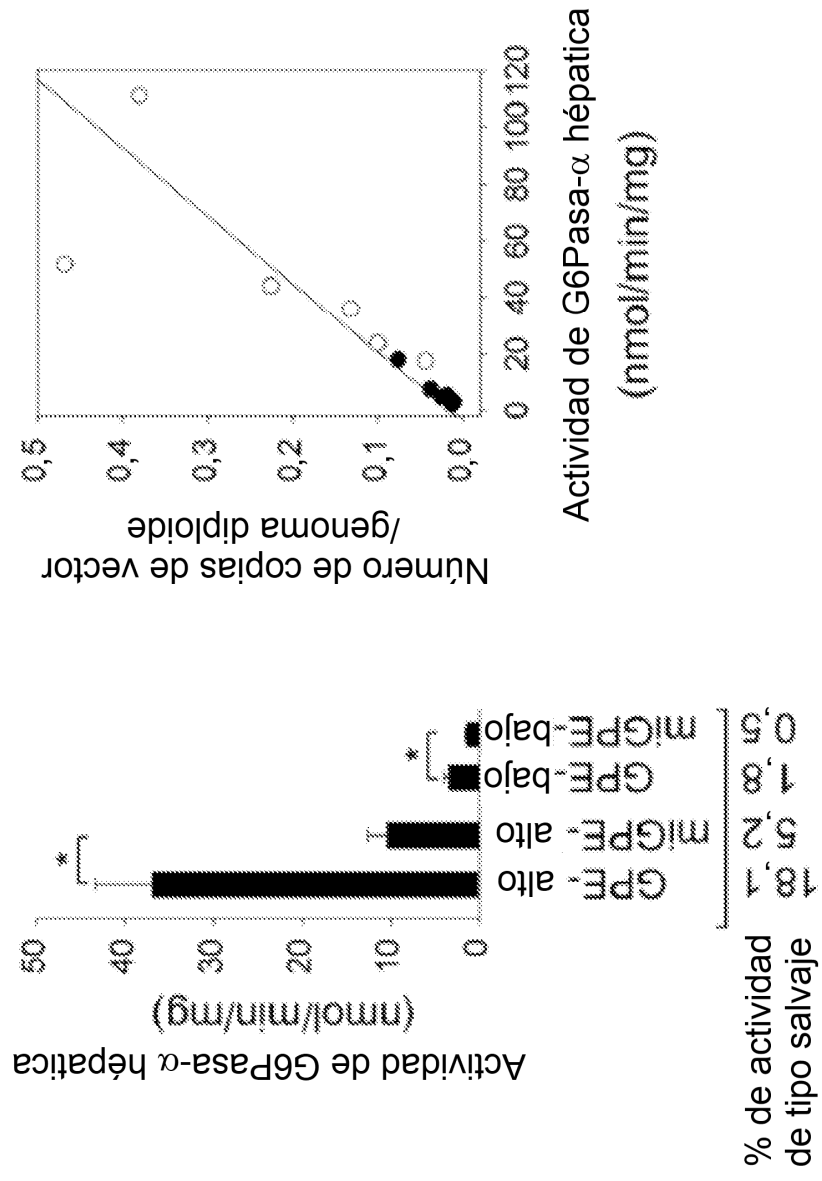 Actividad de G6Pasa-α hépatica
(nmol/min/mg)
50
40
30
20
10
0
*
*
GPE- alto
miGPE- alto
GPE-bajo
miGPE-bajo
% de actividad
de tipo salvaje
18,1
5,2
1,8
0,5
Número de copias de vector
/genoma diploide
0,5
0,4
0,3
0,2
0,1
0,0
0 20 40 60 80 100 120
Actividad de G6Pasa-α hépatica
(nmol/min/mg)